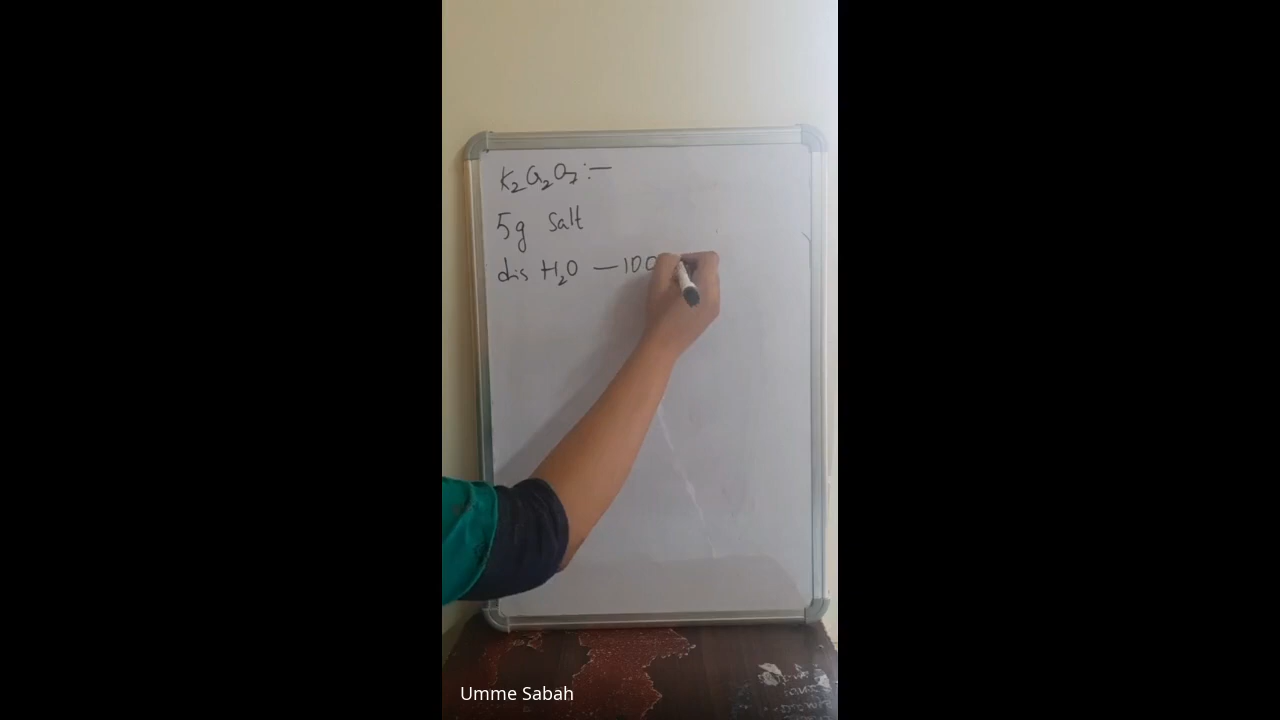 K₂Cr₂O₇:—
5g Salt
dis H₂O — 100
Umme Sabah